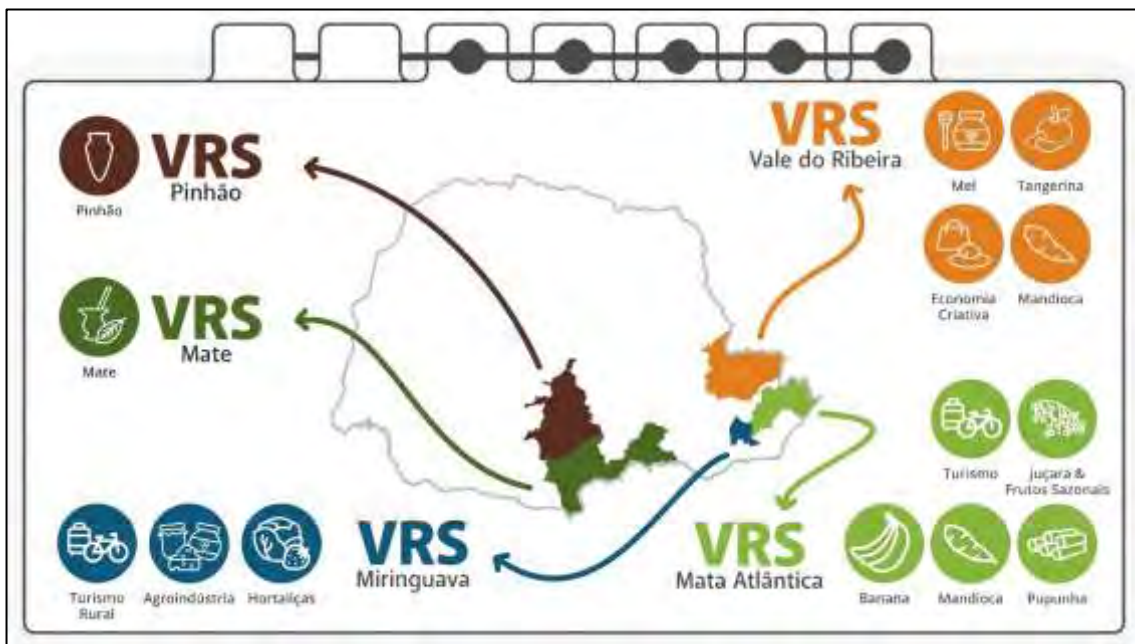 VRS
Pinhão
Pinhão
VRS
Mate
Mate
VRS
Vale do Ribeira
Mel
Tangerina
Economia
Criativa
Mandioca
Turismo
Juçara &
Frutos Sazonais
VRS
Miringuava
Turismo
Rural
Agroindústria
Hortaliças
VRS
Mata Atlântica
Banana
Mandioca
Pupunha